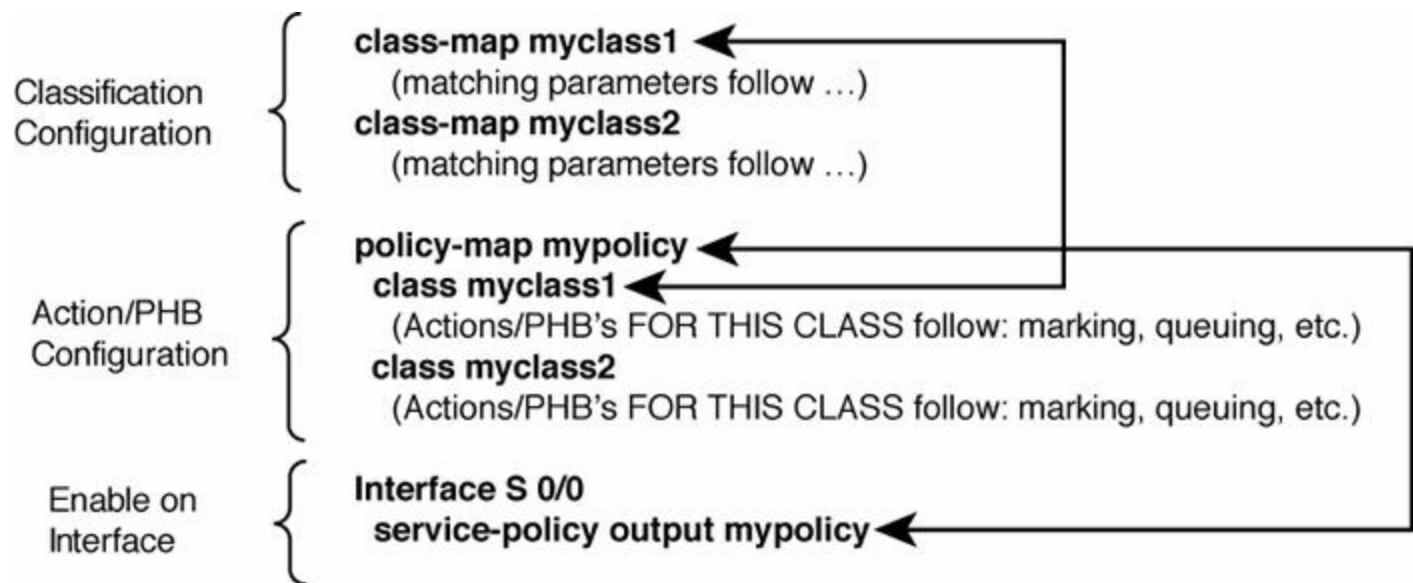 class-map myclass1
(matching parameters follow …)
Classification
Configuration
class-map myclass2
(matching parameters follow …)
policy-map mypolicy
class myclass1
Action/PHB
Configuration
(Actions/PHB's FOR THIS CLASS follow: marking, queuing, etc.)
class myclass2
(Actions/PHB's FOR THIS CLASS follow: marking, queuing, etc.)
Enable on
Interface
Interface S 0/0
service-policy output mypolicy